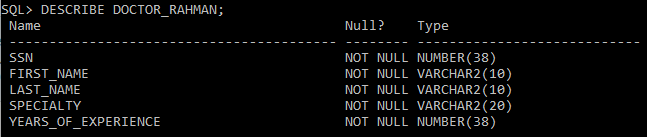 SQL> DESCRIBE DOCTOR_RAHMAN;
 Name                                      Null?    Type
 ----------------------------------------- -------- ----------------------------
 SSN                                       NOT NULL NUMBER(38)
 FIRST_NAME                                NOT NULL VARCHAR2(10)
 LAST_NAME                                 NOT NULL VARCHAR2(10)
 SPECIALTY                                 NOT NULL VARCHAR2(20)
 YEARS_OF_EXPERIENCE                       NOT NULL NUMBER(38)